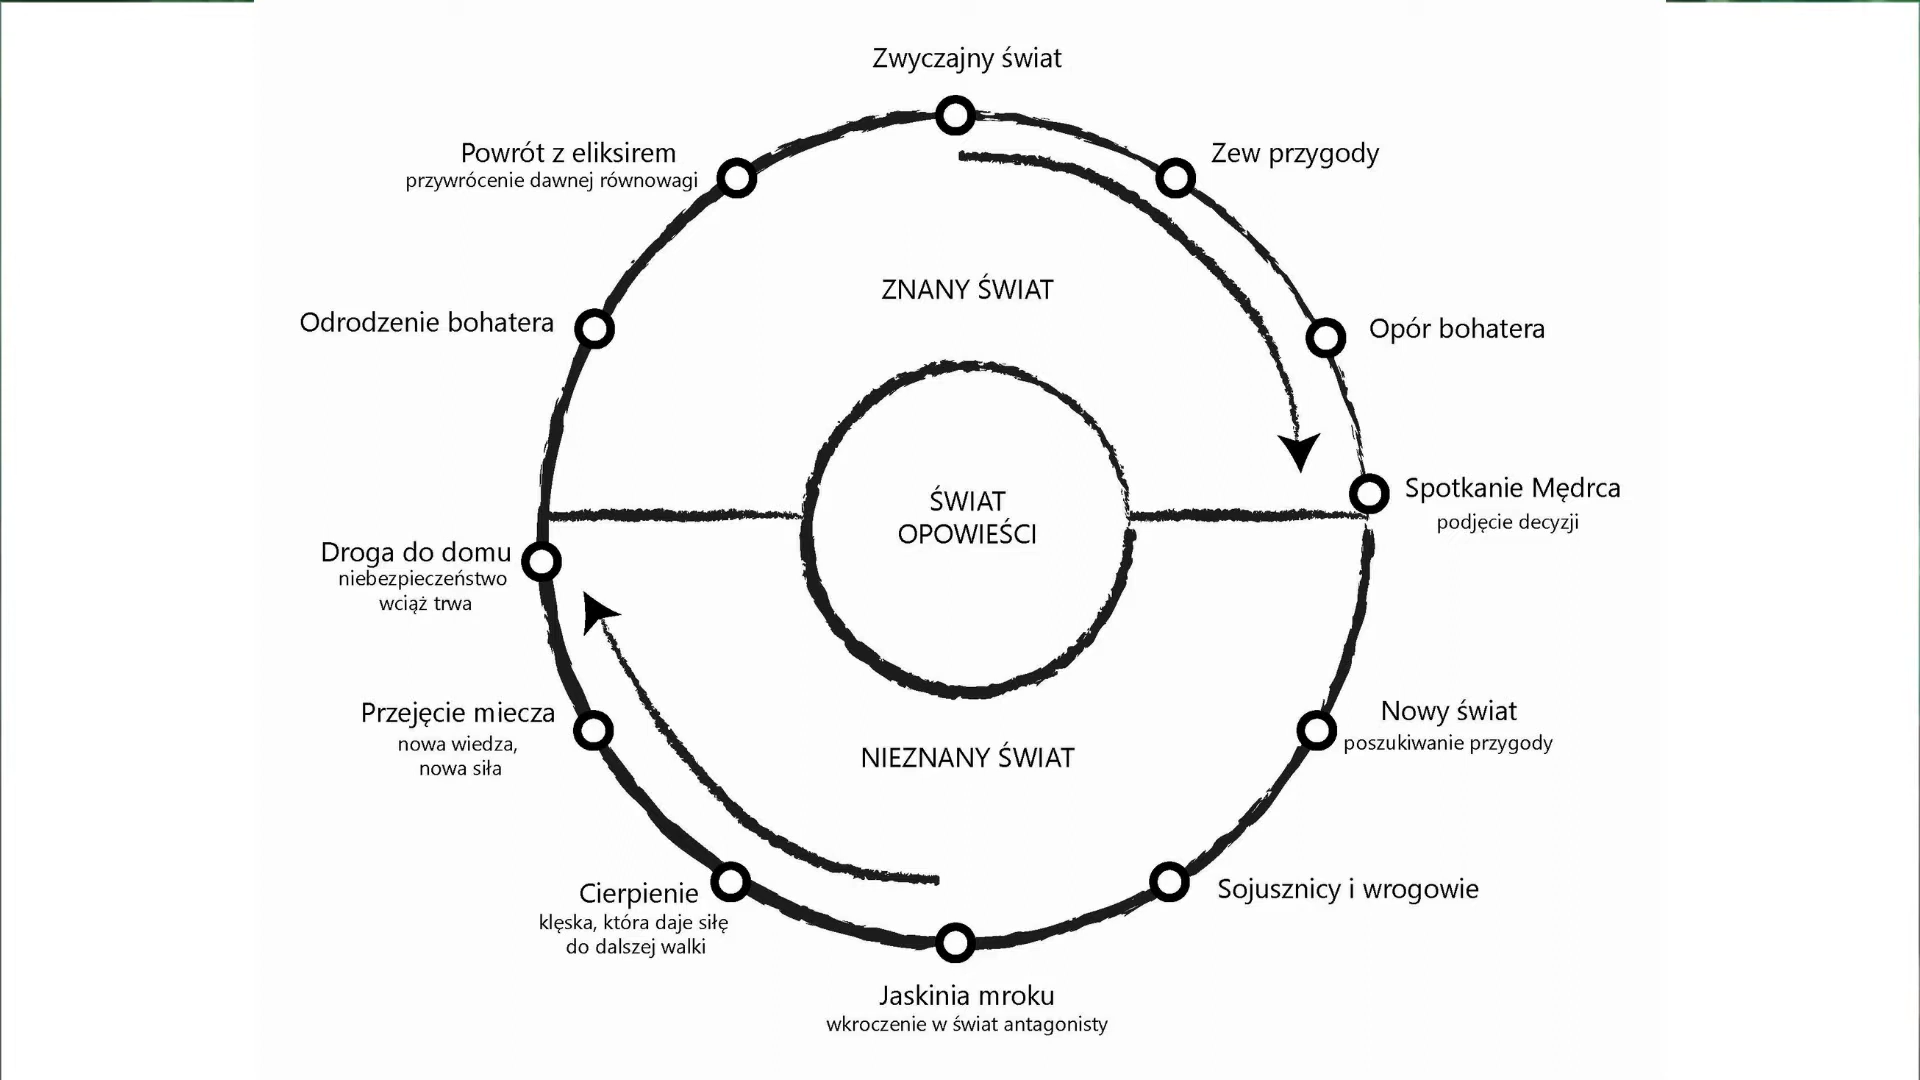 Zwyczajny świat
Zew przygody
Opór bohatera
Spotkanie Mędrca
podjęcie decyzji
Nowy świat
poszukiwanie przygody
Sojusznicy i wrogowie
Jaskinia mroku
wkroczenie w świat antagonisty
Cierpienie
klęska, która daje siłę
do dalszej walki
Przejęcie miecza
nowa wiedza,
nowa siła
Droga do domu
niebezpieczeństwo
wciąż trwa
Odrodzenie bohatera
Powrót z eliksirem
przywrócenie dawnej równowagi
ZNANY ŚWIAT
ŚWIAT
OPOWIEŚCI
NIEZNANY ŚWIAT